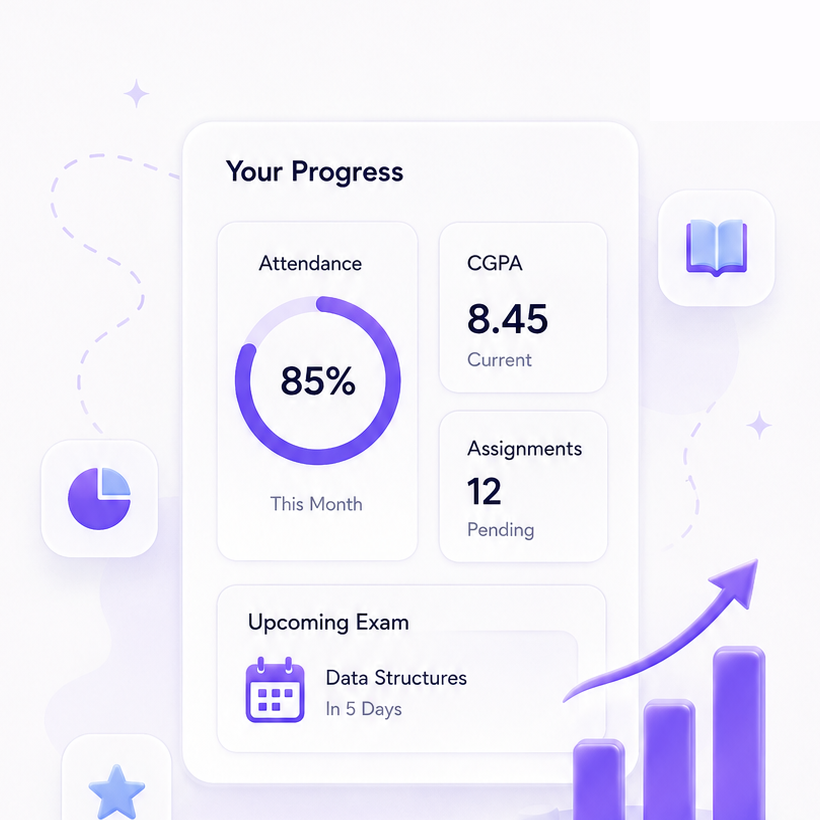 Your Progress
Attendance
85%
This Month
CGPA
8.45
Current
Assignments
12
Pending
Upcoming Exam
Data Structures
In 5 Days